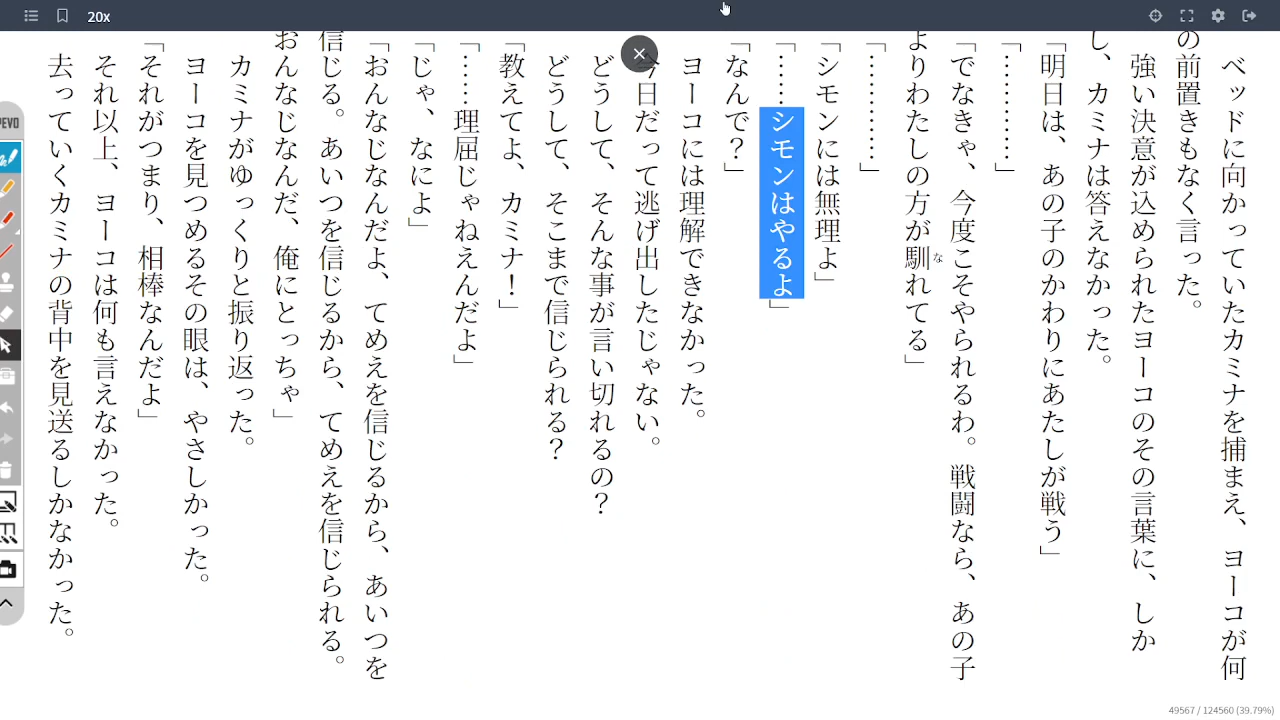 20x
ベッドに向かっていたカミナを捕まえ、ヨーコが何
の前置きもなく言った。
強い決意が込められたヨーコのその言葉に、しか
し、カミナは答えなかった。
「明日は、あの子のかわりにあたしが戦う」
「…………」
「でなきゃ、今度こそやられるわ。戦闘なら、あの子
よりわたしの方が馴れてる」
な
「…………」
「シモンには無理よ」
「……シモンはやるよ」
「なんで？」
ヨーコには理解できなかった。
今日だって逃げ出したじゃない。
どうして、そんな事が言い切れるの？
どうして、そこまで信じられる？
「教えてよ、カミナ！」
「……理屈じゃねえんだよ」
「じゃ、なによ」
「おんなじなんだよ、てめえを信じるから、あいつを
信じる。あいつを信じるから、てめえを信じられる。
おんなじなんだ、俺にとっちゃ」
カミナがゆっくりと振り返った。
ヨーコを見つめるその眼は、やさしかった。
「それがつまり、相棒なんだよ」
それ以上、ヨーコは何も言えなかった。
去っていくカミナの背中を見送るしかなかった。
49567 / 124560 (39.79%)